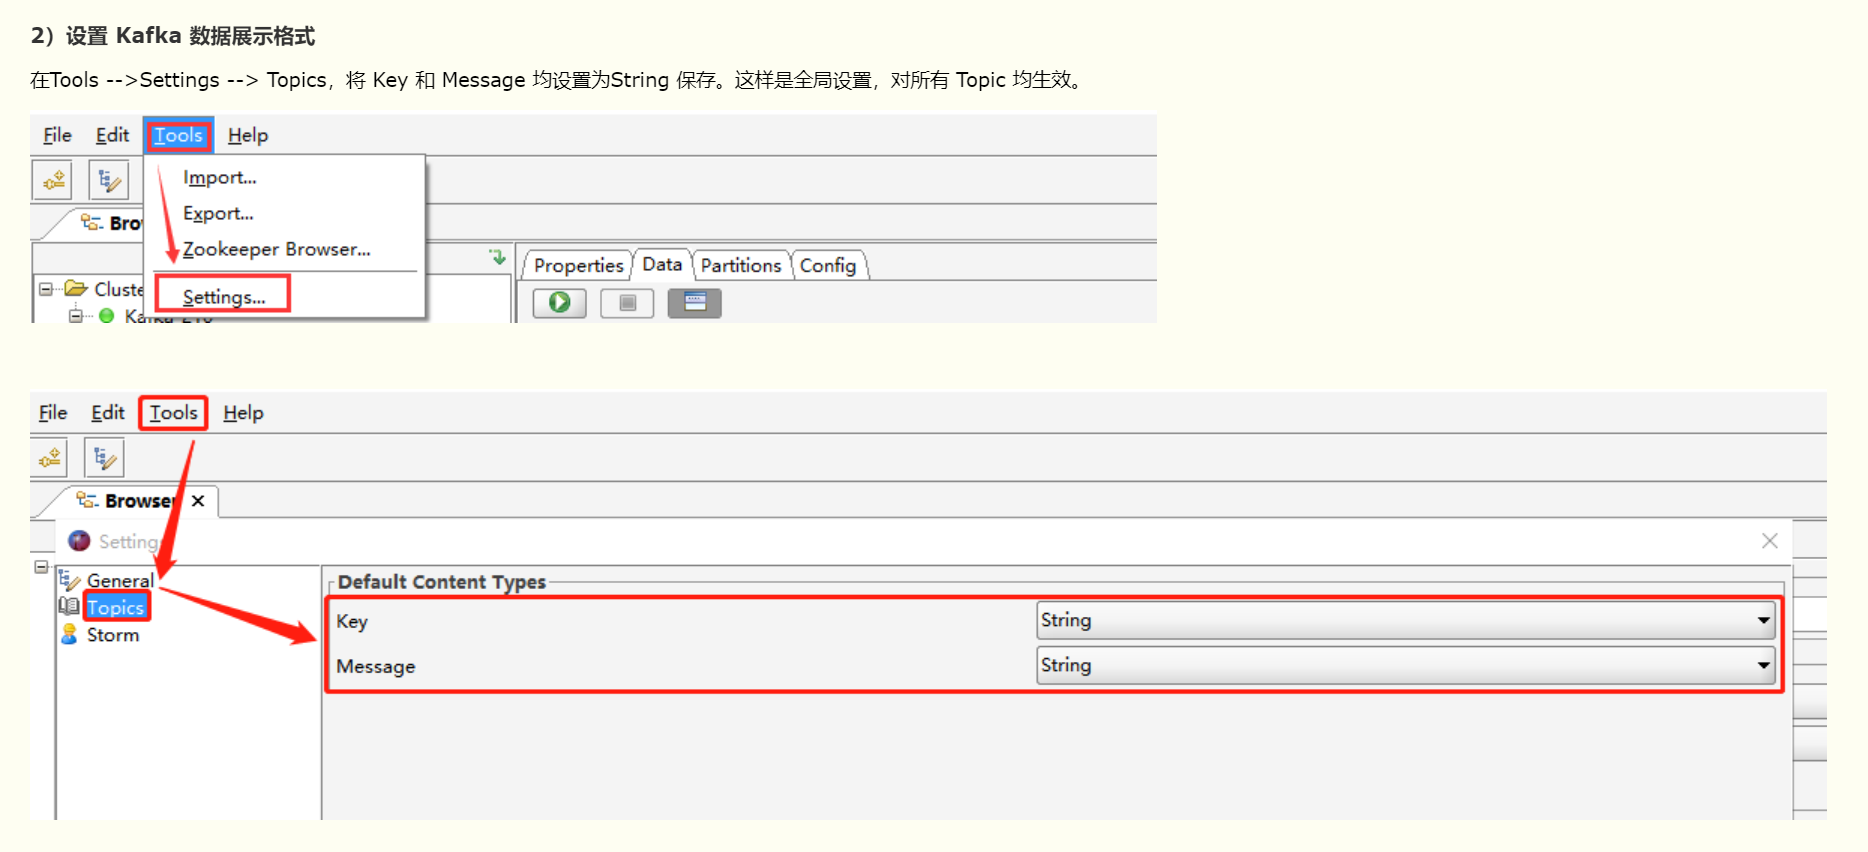 2）设置 Kafka 数据展示格式
在Tools -->Settings --> Topics，将 Key 和 Message 均设置为String 保存。这样是全局设置，对所有 Topic 均生效。
File Edit Tools Help
Import...
Export...
Bro
Zookeeper Browser...
Properties Data Partitions Config
Cluste
Settings...
File Edit Tools Help
Browser
Settings
General
Topics
Storm
Default Content Types
Key String
Message String